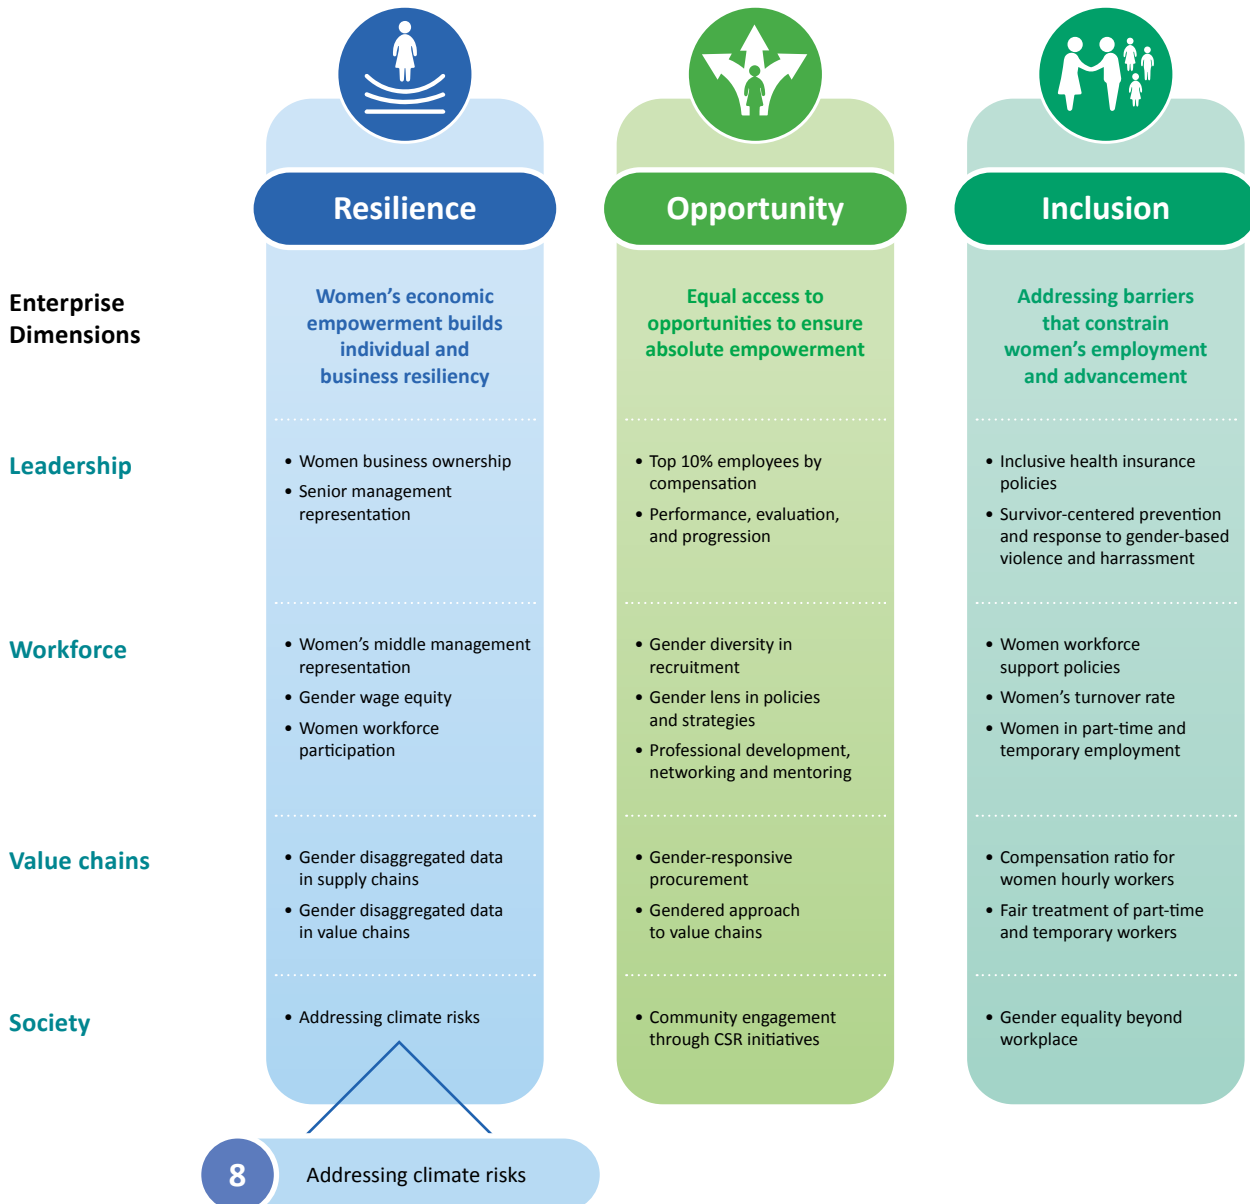 Resilience
Opportunity
Inclusion
Enterprise
Dimensions
Women’s economic
empowerment builds
individual and
business resiliency
Equal access to
opportunities to ensure
absolute empowerment
Addressing barriers
that constrain
women’s employment
and advancement
Leadership
• Women business ownership
• Senior management
representation
• Top 10% employees by
compensation
• Performance, evaluation,
and progression
• Inclusive health insurance
policies
• Survivor-centered prevention
and response to gender-based
violence and harrassment
Workforce
• Women’s middle management
representation
• Gender wage equity
• Women workforce
participation
• Gender diversity in
recruitment
• Gender lens in policies
and strategies
• Professional development,
networking and mentoring
• Women workforce
support policies
• Women’s turnover rate
• Women in part-time and
temporary employment
Value chains
• Gender disaggregated data
in supply chains
• Gender disaggregated data
in value chains
• Gender-responsive
procurement
• Gendered approach
to value chains
• Compensation ratio for
women hourly workers
• Fair treatment of part-time
and temporary workers
Society
• Addressing climate risks
• Community engagement
through CSR initiatives
• Gender equality beyond
workplace
8
Addressing climate risks